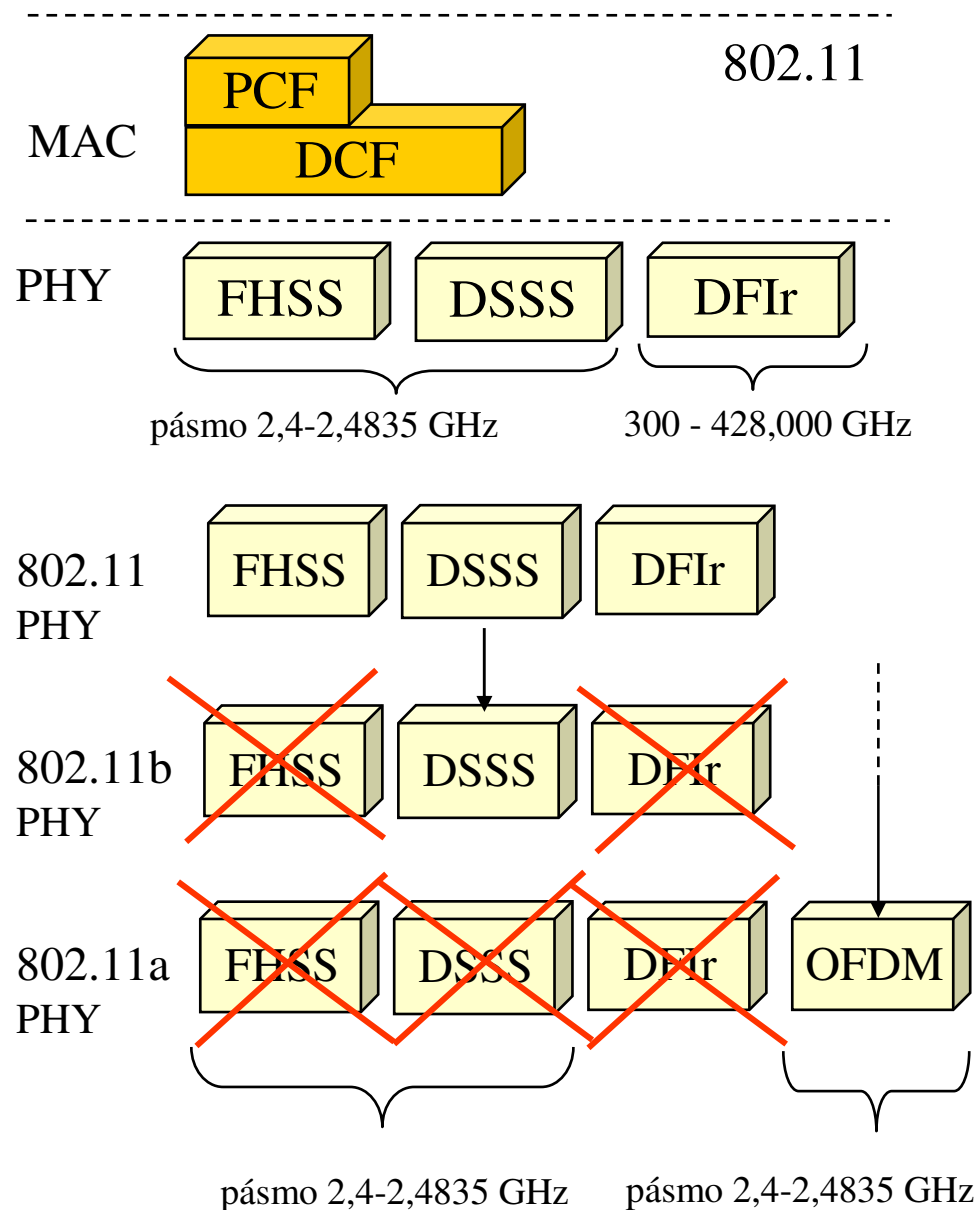 802.11
PCF
MAC
DCF
PHY
FHSS
DSSS
DFIr
pásmo 2,4-2,4835 GHz
300 - 428,000 GHz
802.11
PHY
FHSS
DSSS
DFIr
802.11b
PHY
FHSS
DSSS
DFIr
802.11a
PHY
FHSS
DSSS
DFIr
OFDM
pásmo 2,4-2,4835 GHz
pásmo 2,4-2,4835 GHz